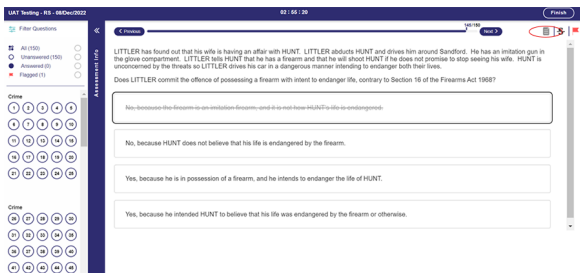 UAT Testing - RS - 08/Dec/2022
02 : 55 : 20
Finish
Filter Questions
All (150)
Unanswered (150)
Answered (0)
Flagged (1)
Crime
1 2 3 4 5
6 7 8 9 10
11 12 13 14 15
16 17 18 19 20
21 22 23 24 25
Crime
26 27 28 29 30
31 32 33 34 35
36 37 38 39 40
41 42 43 44 45
Assessment Info
Previous
Next
LITTLER has found out that his wife is having an affair with HUNT. LITTLER abducts HUNT and drives him around Sandford. He has an imitation gun in
the glove compartment. LITTLER tells HUNT that he has a firearm and that he will shoot HUNT if he does not promise to stop seeing his wife. HUNT is
unconcerned by the threats so LITTLER drives his car in a dangerous manner intending to endanger both their lives.
Does LITTLER commit the offence of possessing a firearm with intent to endanger life, contrary to Section 16 of the Firearms Act 1968?
No, because the firearm is an imitation firearm, and it is not how HUNT's life is endangered.
No, because HUNT does not believe that his life is endangered by the firearm.
Yes, because he is in possession of a firearm, and he intends to endanger the life of HUNT.
Yes, because he intended HUNT to believe that his life was endangered by the firearm or otherwise.